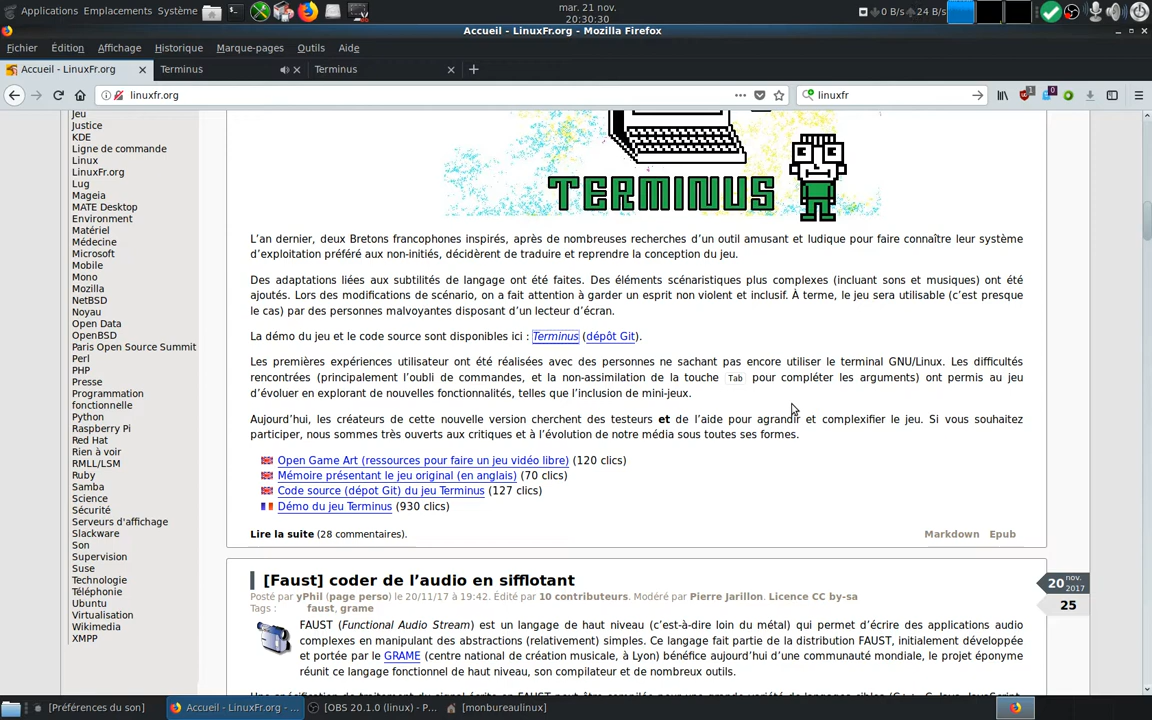 Applications Emplacements Système
mar. 21 nov.
20:30:30
0 B/s 24 B/s
Accueil - LinuxFr.org - Mozilla Firefox
Fichier Édition Affichage Historique Marque-pages Outils Aide
Accueil - LinuxFr.org Terminus Terminus
linuxfr.org linuxfr
Jeu
Justice
KDE
Ligne de commande
Linux
LinuxFr.org
Lug
Mageia
MATE Desktop
Environment
Matériel
Médecine
Microsoft
Mobile
Mono
Mozilla
NetBSD
Noyau
Open Data
OpenBSD
Paris Open Source Summit
Perl
PHP
Presse
Programmation
fonctionnelle
Python
Raspberry Pi
Red Hat
Rien à voir
RMLL/LSM
Ruby
Samba
Science
Sécurité
Serveurs d'affichage
Slackware
Son
Supervision
Suse
Technologie
Téléphonie
Ubuntu
Virtualisation
Wikimedia
XMPP
TERMINUS
L’an dernier, deux Bretons francophones inspirés, après de nombreuses recherches d’un outil amusant et ludique pour faire connaître leur système
d’exploitation préféré aux non-initiés, décidèrent de traduire et reprendre la conception du jeu.
Des adaptations liées aux subtilités de langage ont été faites. Des éléments scénaristiques plus complexes (incluant sons et musiques) ont été
ajoutés. Lors des modifications de scénario, on a fait attention à garder un esprit non violent et inclusif. À terme, le jeu sera utilisable (c’est presque
le cas) par des personnes malvoyantes disposant d’un lecteur d’écran.
La démo du jeu et le code source sont disponibles ici : Terminus (dépôt Git).
Les premières expériences utilisateur ont été réalisées avec des personnes ne sachant pas encore utiliser le terminal GNU/Linux. Les difficultés
rencontrées (principalement l’oubli de commandes, et la non-assimilation de la touche Tab pour compléter les arguments) ont permis au jeu
d’évoluer en explorant de nouvelles fonctionnalités, telles que l’inclusion de mini-jeux.
Aujourd’hui, les créateurs de cette nouvelle version cherchent des testeurs et de l’aide pour agrandir et complexifier le jeu. Si vous souhaitez
participer, nous sommes très ouverts aux critiques et à l’évolution de notre média sous toutes ses formes.
Open Game Art (ressources pour faire un jeu vidéo libre) (120 clics)
Mémoire présentant le jeu original (en anglais) (70 clics)
Code source (dépot Git) du jeu Terminus (127 clics)
Démo du jeu Terminus (930 clics)
Lire la suite (28 commentaires). Markdown Epub
[Faust] coder de l’audio en sifflotant
20 nov. 2017
Posté par yPhil (page perso) le 20/11/17 à 19:42. Édité par 10 contributeurs. Modéré par Pierre Jarillon. Licence CC by-sa
25
Tags : faust, grame
FAUST (Functional Audio Stream) est un langage de haut niveau (c’est-à-dire loin du métal) qui permet d’écrire des applications audio
complexes en manipulant des abstractions (relativement) simples. Ce langage fait partie de la distribution FAUST, initialement développée
et portée par le GRAME (centre national de création musicale, à Lyon) bénéfice aujourd’hui d’une communauté mondiale, le projet éponyme
réunit ce langage fonctionnel de haut niveau, son compilateur et de nombreux outils.
[Préférences du son] Accueil - LinuxFr.org - ... [OBS 20.1.0 (linux) - P... [monbureaulinux]